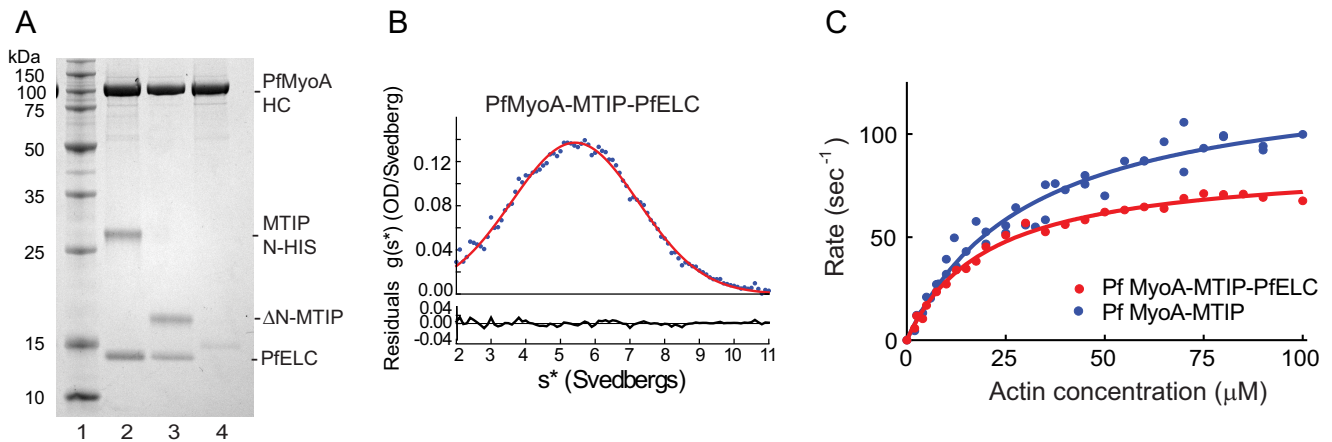 A
kDa
150
100
75
50
35
25
15
10
PfMyoA
HC
MTIP
N-HIS
ΔN-MTIP
PfELC
1 2 3 4
B
PfMyoA-MTIP-PfELC
g(s*) (OD/Svedberg)
0.12
0.08
0.04
0.00
Residuals
0.04
0.00
-0.04
2 3 4 5 6 7 8 9 10 11
s* (Svedbergs)
C
Rate (sec⁻¹)
100
50
0
Pf MyoA-MTIP-PfELC
Pf MyoA-MTIP
0 25 50 75 100
Actin concentration (μM)